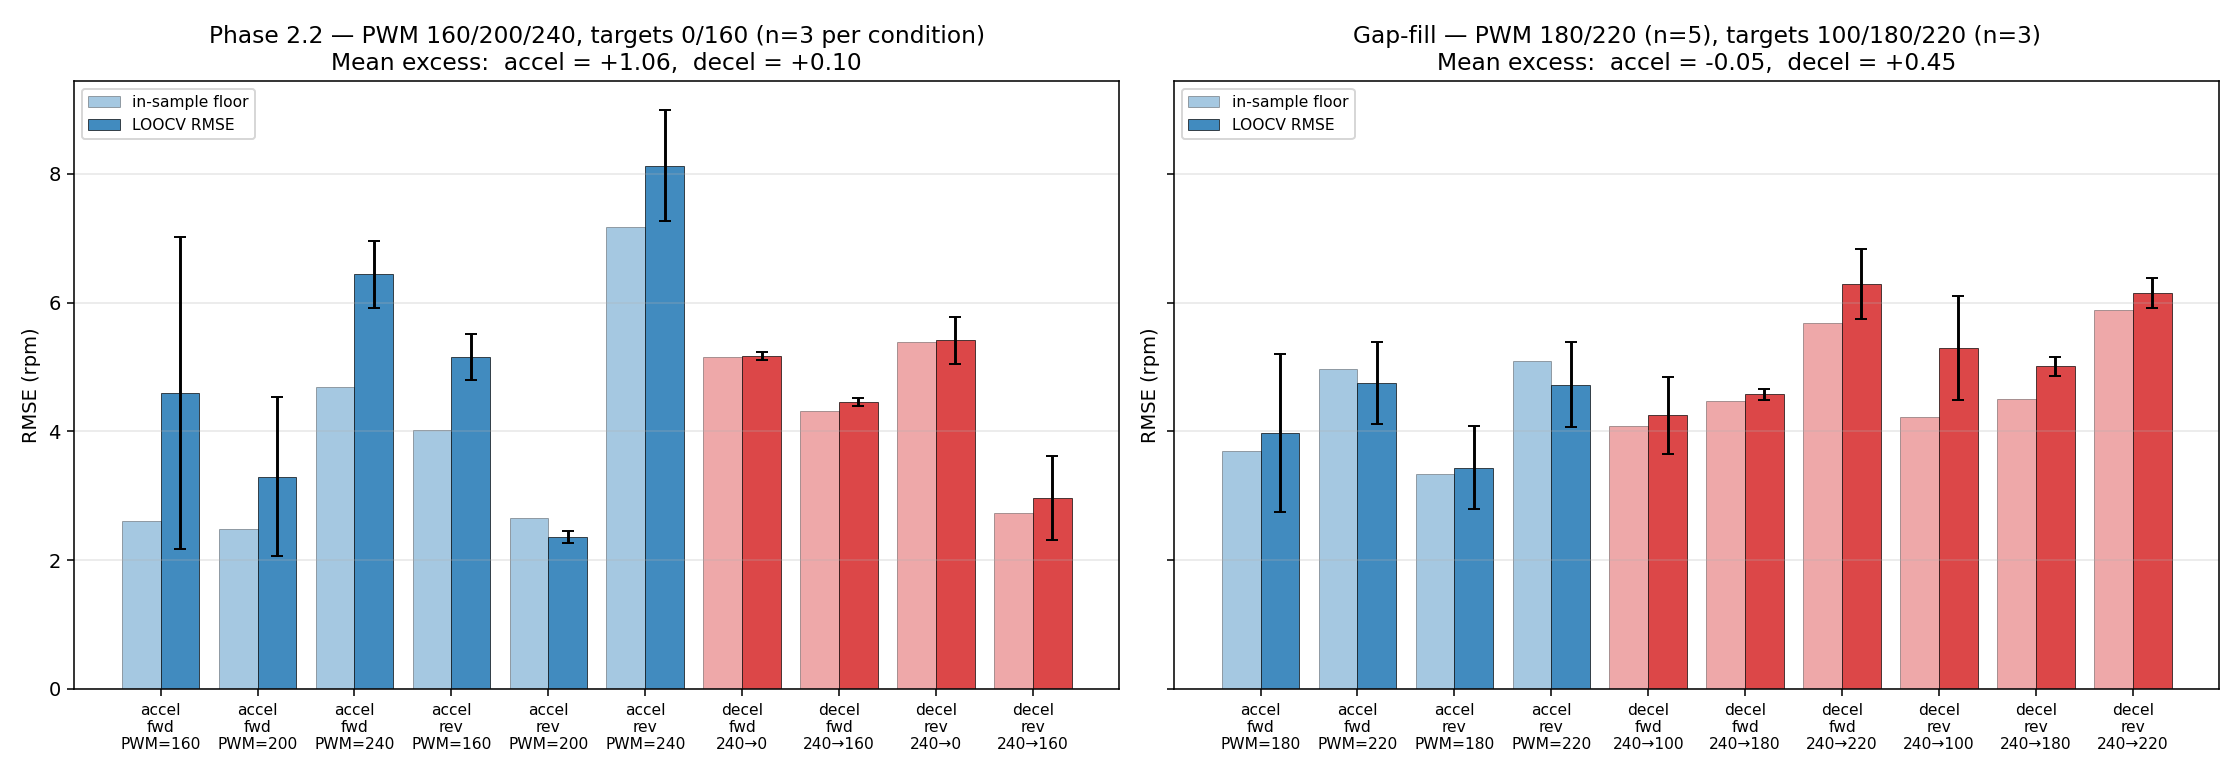 Phase 2.2 — PWM 160/200/240, targets 0/160 (n=3 per condition)
Mean excess:  accel = +1.06,  decel = +0.10
in-sample floor
LOOCV RMSE
RMSE (rpm)
8
6
4
2
0
accel fwd PWM=160
accel fwd PWM=200
accel fwd PWM=240
accel rev PWM=160
accel rev PWM=200
accel rev PWM=240
decel fwd 240→0
decel fwd 240→160
decel rev 240→0
decel rev 240→160
Gap-fill — PWM 180/220 (n=5), targets 100/180/220 (n=3)
Mean excess:  accel = -0.05,  decel = +0.45
in-sample floor
LOOCV RMSE
RMSE (rpm)
accel fwd PWM=180
accel fwd PWM=220
accel rev PWM=180
accel rev PWM=220
decel fwd 240→100
decel fwd 240→180
decel fwd 240→220
decel rev 240→100
decel rev 240→180
decel rev 240→220